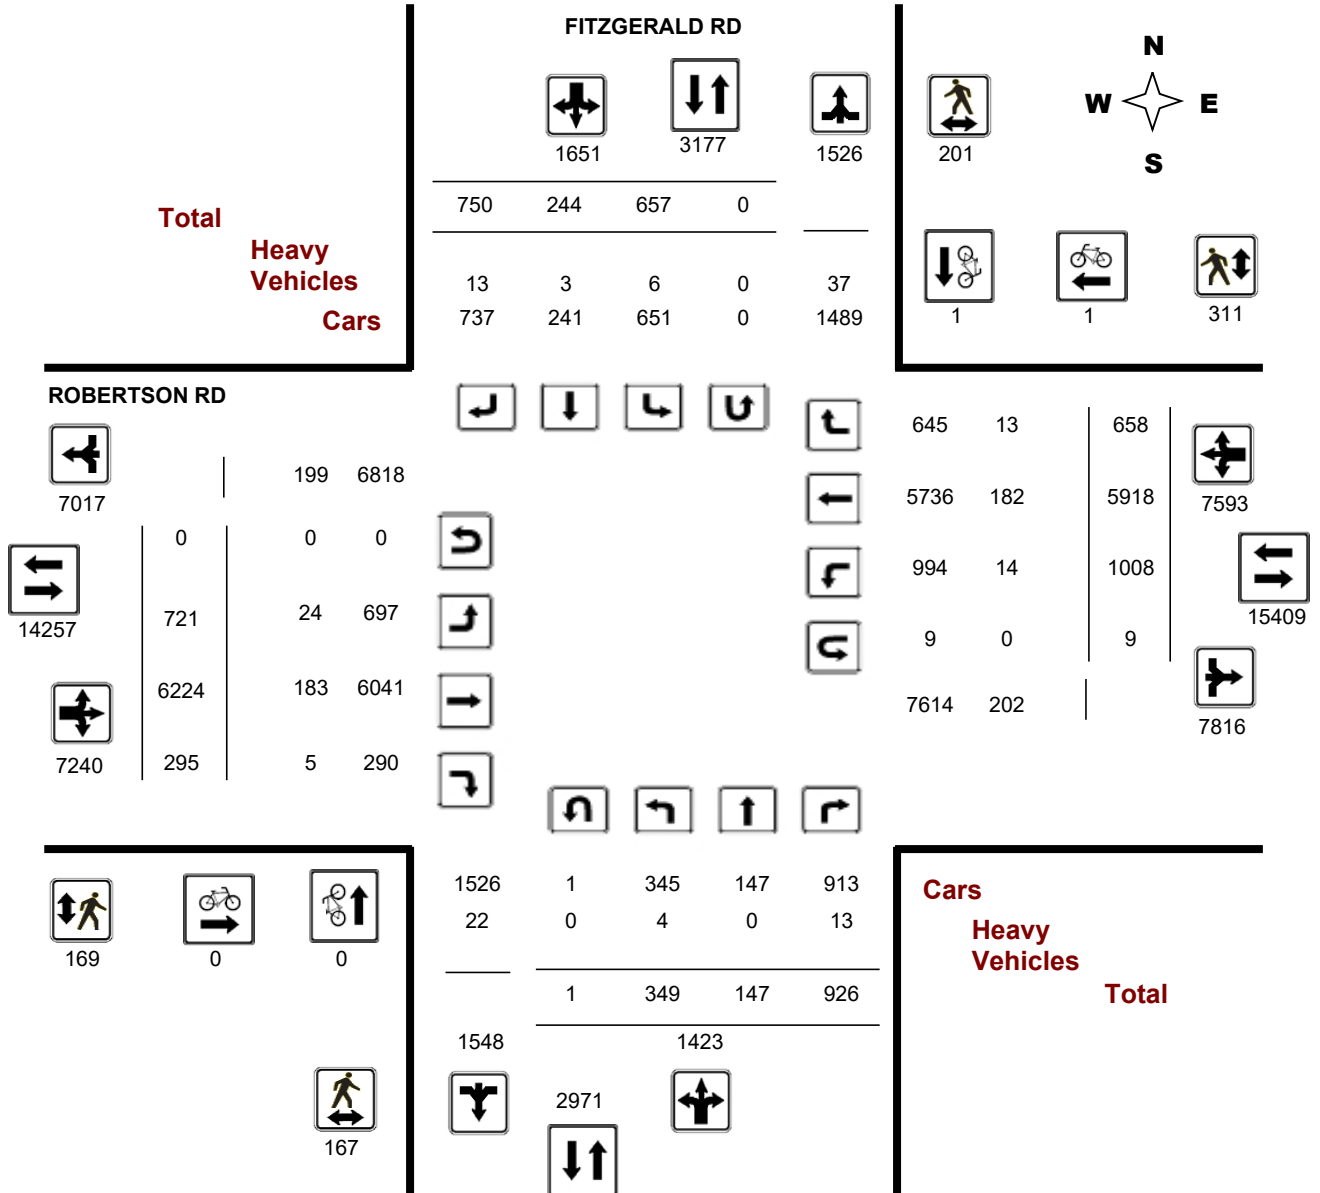 FITZGERALD RD
N
W E
S
1651 3177 1526 201
750 244 657 0
Total
Heavy
Vehicles
13 3 6 0 37
Cars
737 241 651 0 1489
1 1 311
ROBERTSON RD
645 13 658
199 6818
7017
5736 182 5918 7593
0 0 0
994 14 1008
721 24 697
14257
15409
9 0 9
6224 183 6041
7614 202
7816
7240 295 5 290
1526 1 345 147 913
22 0 4 0 13
Cars
Heavy
Vehicles
169 0 0
1 349 147 926
Total
1548 1423
2971
167